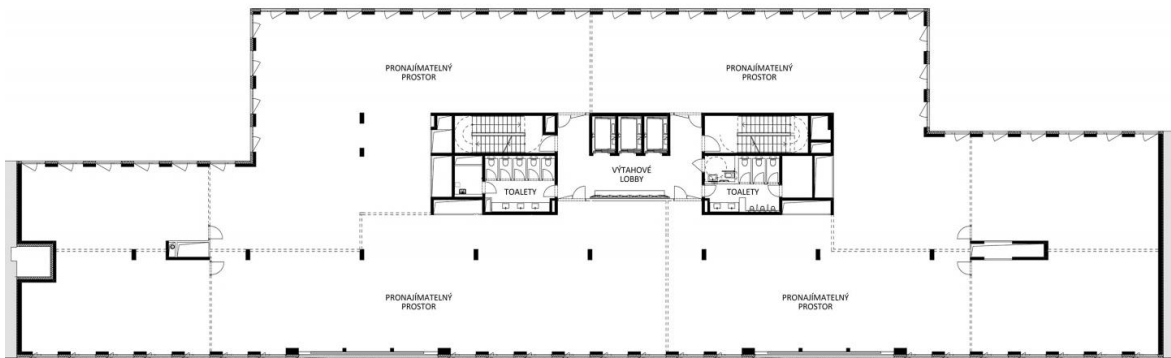 PRONAJÍMATELNÝ
PROSTOR
PRONAJÍMATELNÝ
PROSTOR
VÝTAHOVÉ
LOBBY
TOALETY
TOALETY
PRONAJÍMATELNÝ
PROSTOR
PRONAJÍMATELNÝ
PROSTOR